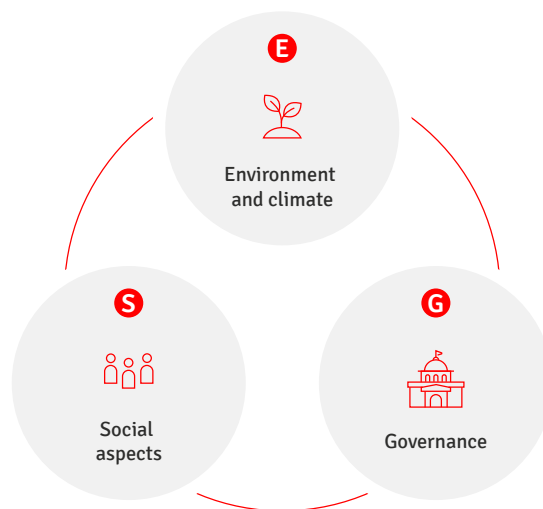 E
Environment
and climate
S
Social
aspects
G
Governance